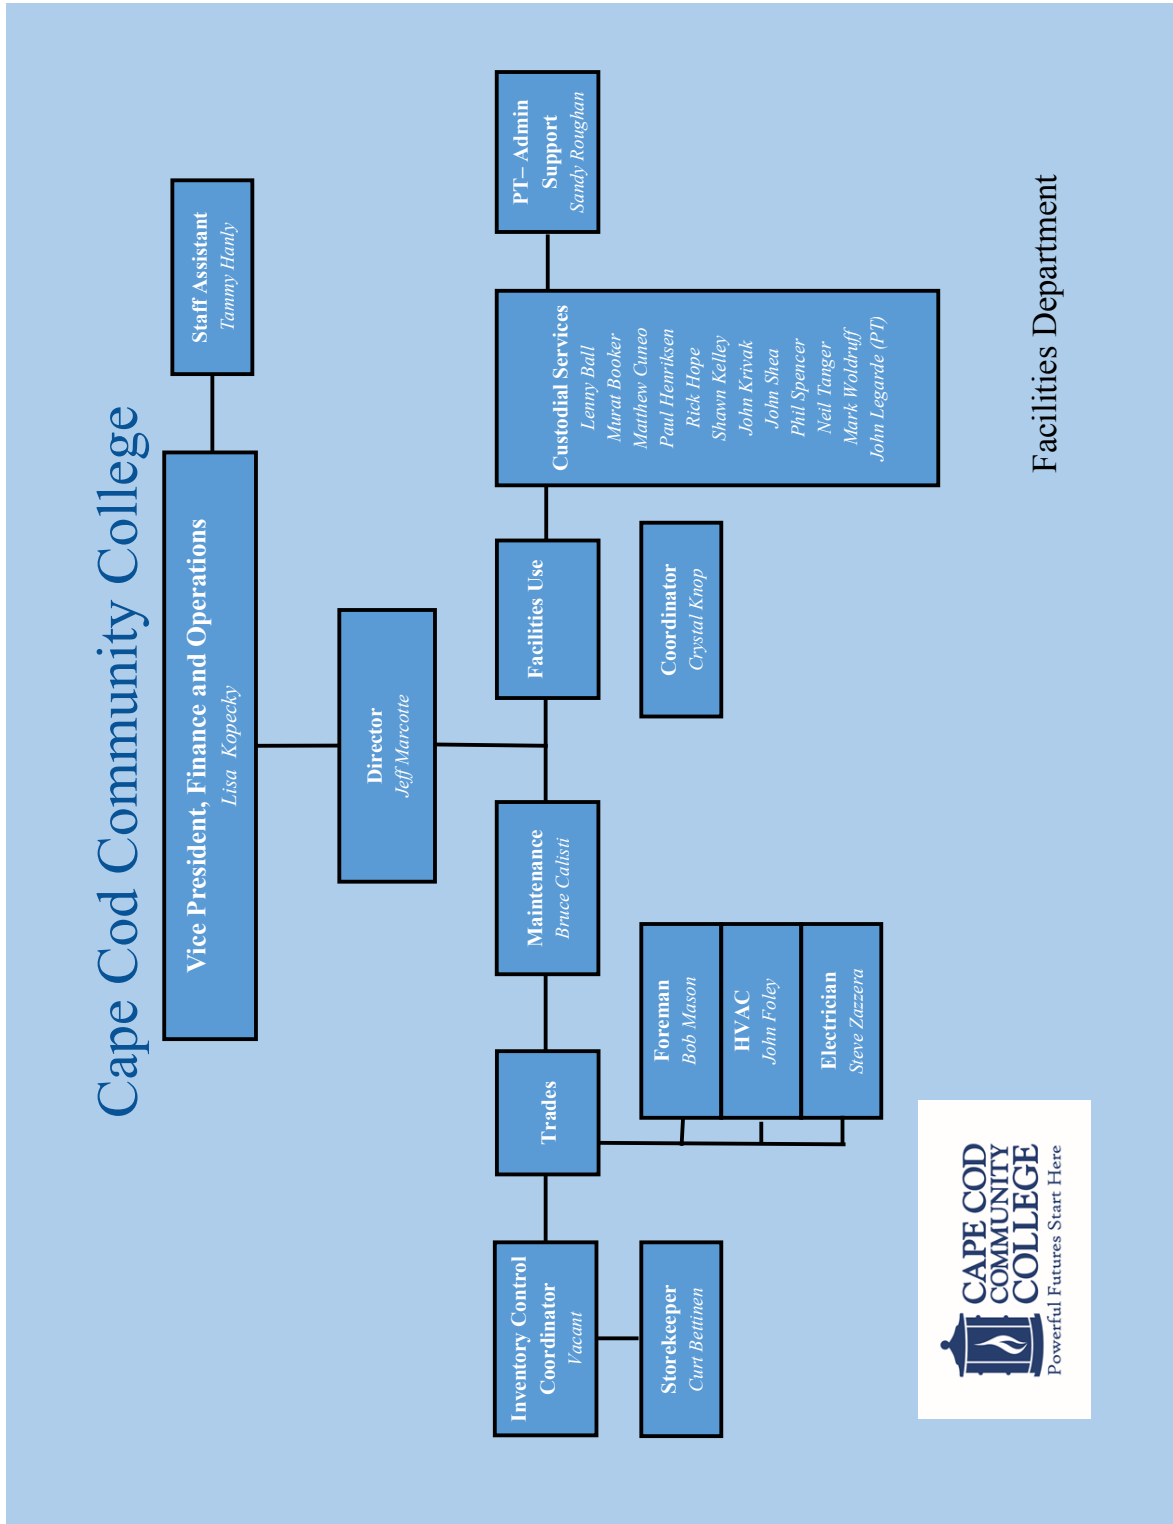 Cape Cod Community College
Vice President, Finance and Operations
Lisa Kopecky
Staff Assistant
Tammy Hanly
Director
Jeff Marcotte
Inventory Control
Coordinator
Vacant
Trades
Maintenance
Bruce Calisti
Facilities Use
Custodial Services
Lenny Ball
Murat Booker
Matthew Cuneo
Paul Henriksen
Rick Hope
Shawn Kelley
John Krivak
John Shea
Phil Spencer
Neil Tanger
Mark Woldruff
John Legarde (PT)
PT– Admin
Support
Sandy Roughan
Storekeeper
Curt Bettinen
Foreman
Bob Mason
HVAC
John Foley
Electrician
Steve Zazzera
Coordinator
Crystal Knop
CAPE COD
COMMUNITY
COLLEGE
Powerful Futures Start Here
Facilities Department